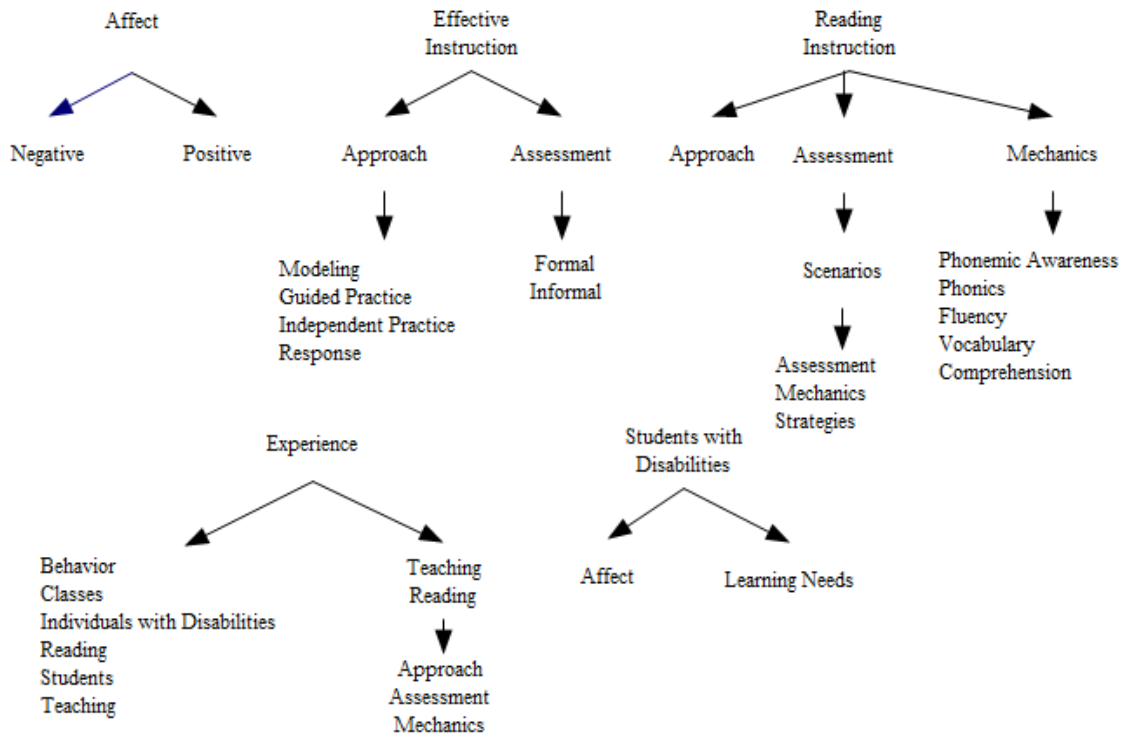 Affect
Effective
Instruction
Reading
Instruction
Negative
Positive
Approach
Assessment
Approach
Assessment
Mechanics
Modeling
Guided Practice
Independent Practice
Response
Formal
Informal
Scenarios
Assessment
Mechanics
Strategies
Phonemic Awareness
Phonics
Fluency
Vocabulary
Comprehension
Experience
Students with
Disabilities
Behavior
Classes
Individuals with Disabilities
Reading
Students
Teaching
Teaching
Reading
Approach
Assessment
Mechanics
Affect
Learning Needs